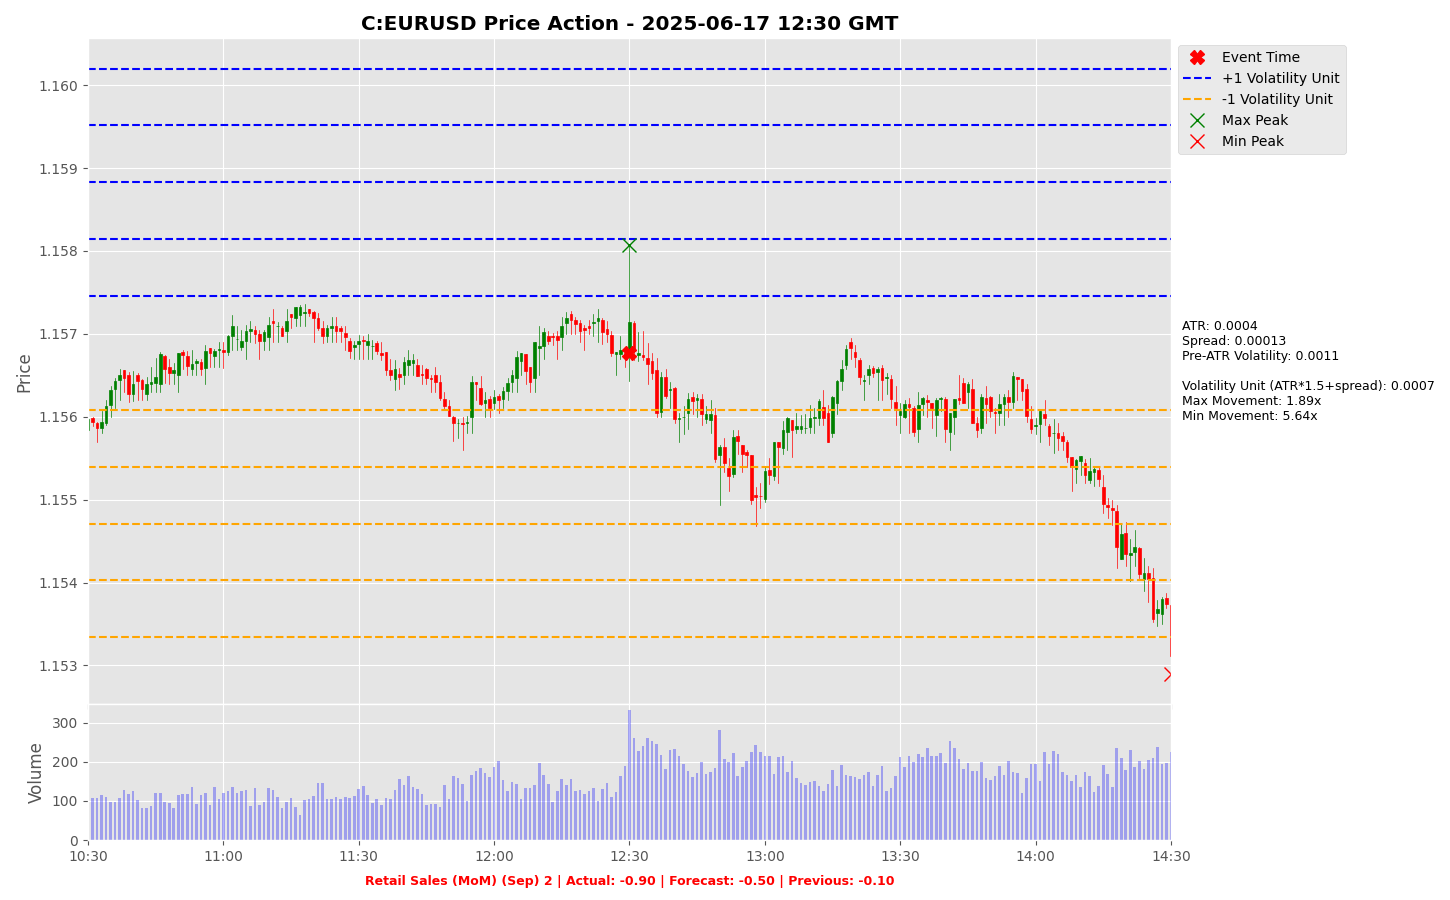 C:EURUSD Price Action - 2025-06-17 12:30 GMT
Event Time
+1 Volatility Unit
-1 Volatility Unit
Max Peak
Min Peak
Price
1.160
1.159
1.158
1.157
1.156
1.155
1.154
1.153
ATR: 0.0004
Spread: 0.00013
Pre-ATR Volatility: 0.0011
Volatility Unit (ATR*1.5+spread): 0.0007
Max Movement: 1.89x
Min Movement: 5.64x
Volume
300
200
100
0
10:30 11:00 11:30 12:00 12:30 13:00 13:30 14:00 14:30
Retail Sales (MoM) (Sep) 2 | Actual: -0.90 | Forecast: -0.50 | Previous: -0.10